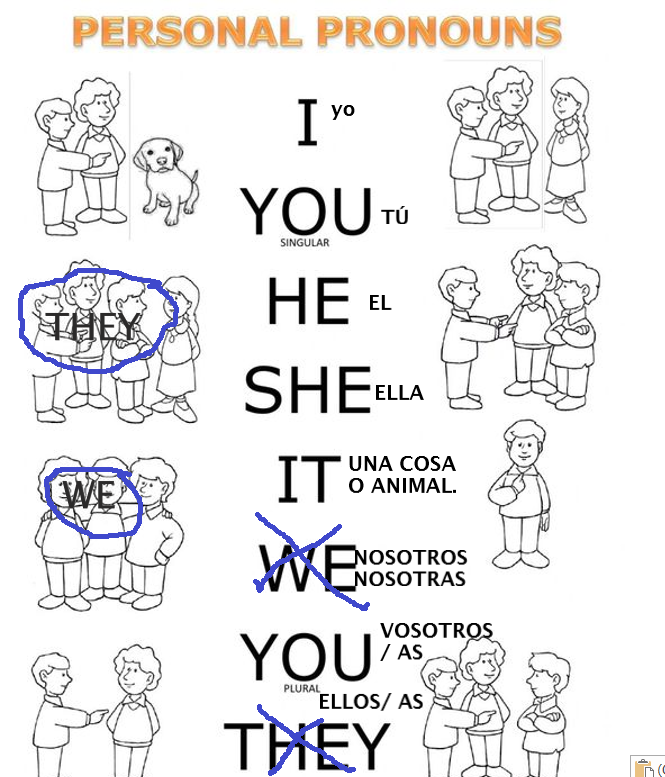 PERSONAL PRONOUNS
I yo
YOU TÚ
SINGULAR
HE EL
THEY
SHE ELLA
IT UNA COSA
O ANIMAL.
WE
WE NOSOTROS
NOSOTRAS
YOU VOSOTROS
/ AS
PLURAL
ELLOS/ AS
THEY